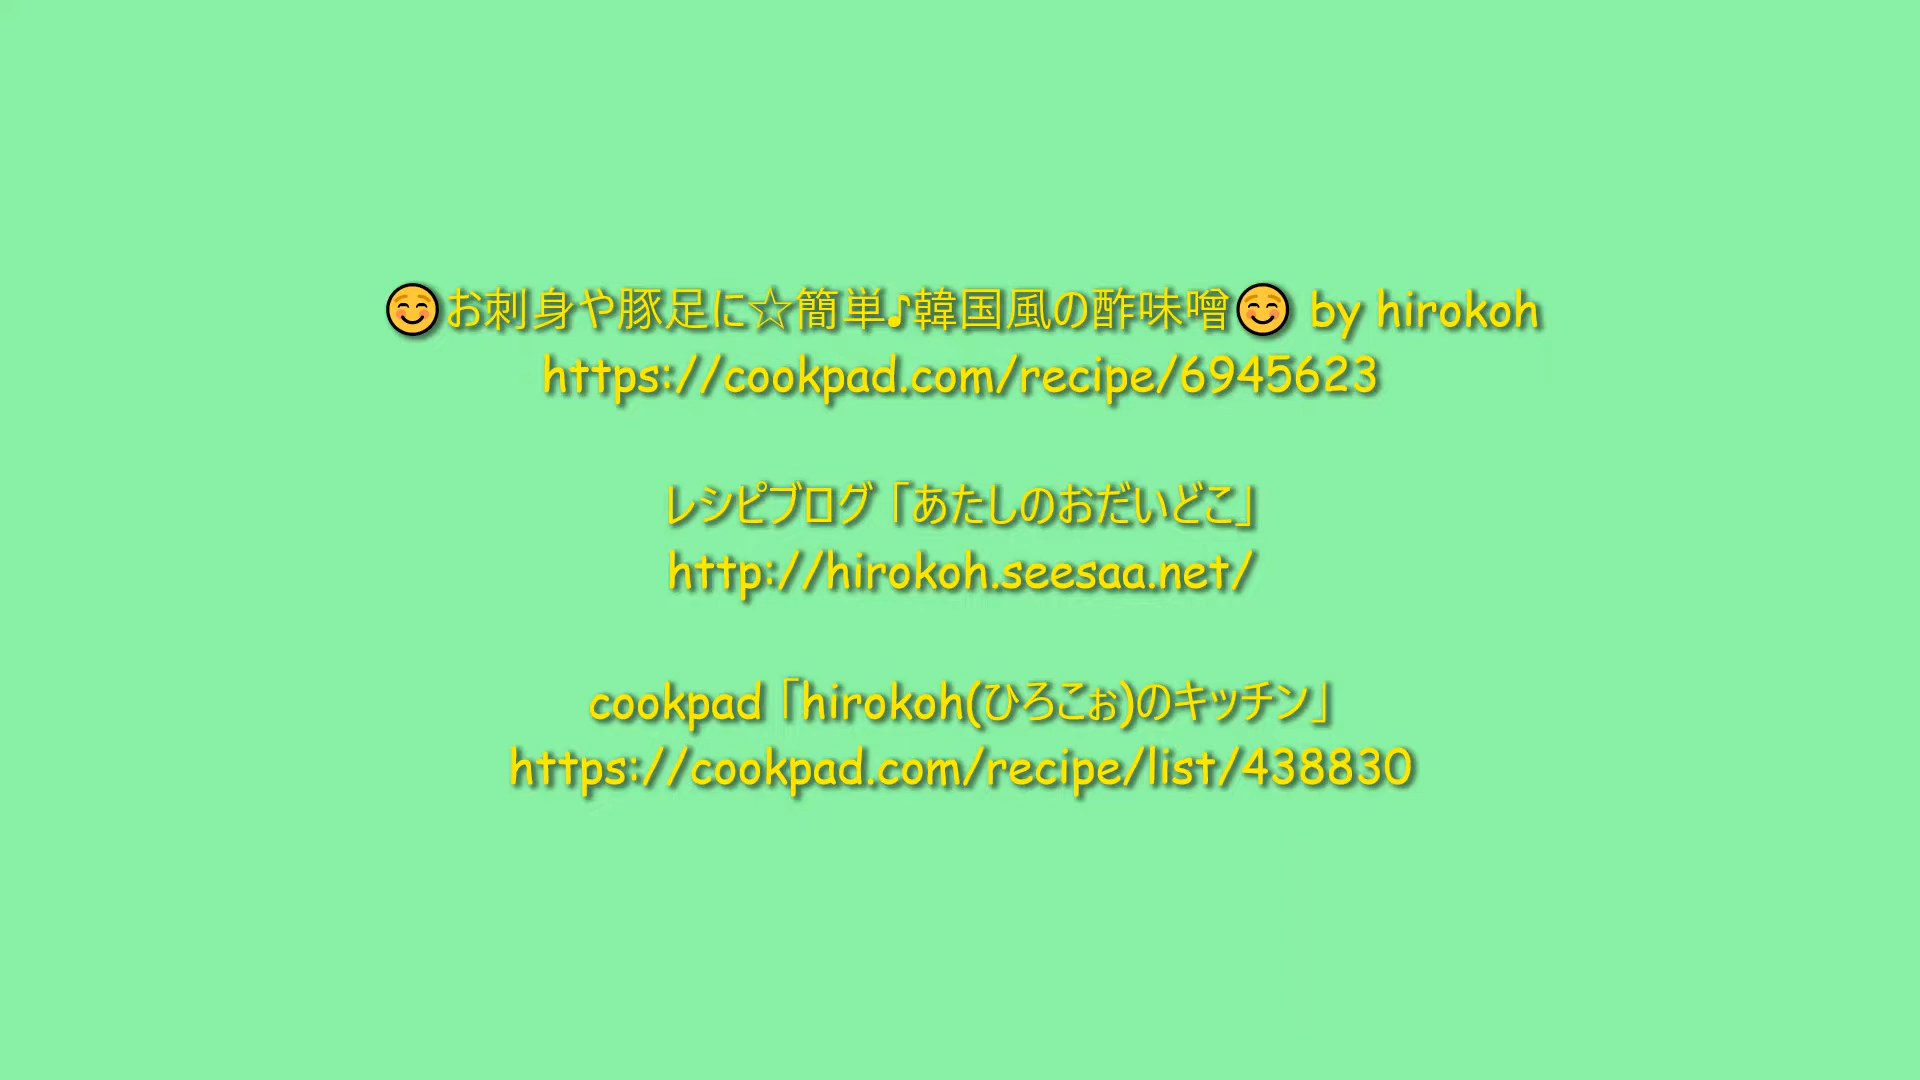 😊お刺身や豚足に☆簡単♪韓国風の酢味噌😊 by hirokoh
https://cookpad.com/recipe/6945623
レシピブログ「あたしのおだいどこ」
http://hirokoh.seesaa.net/
cookpad「hirokoh(ひろこぉ)のキッチン」
https://cookpad.com/recipe/list/438830